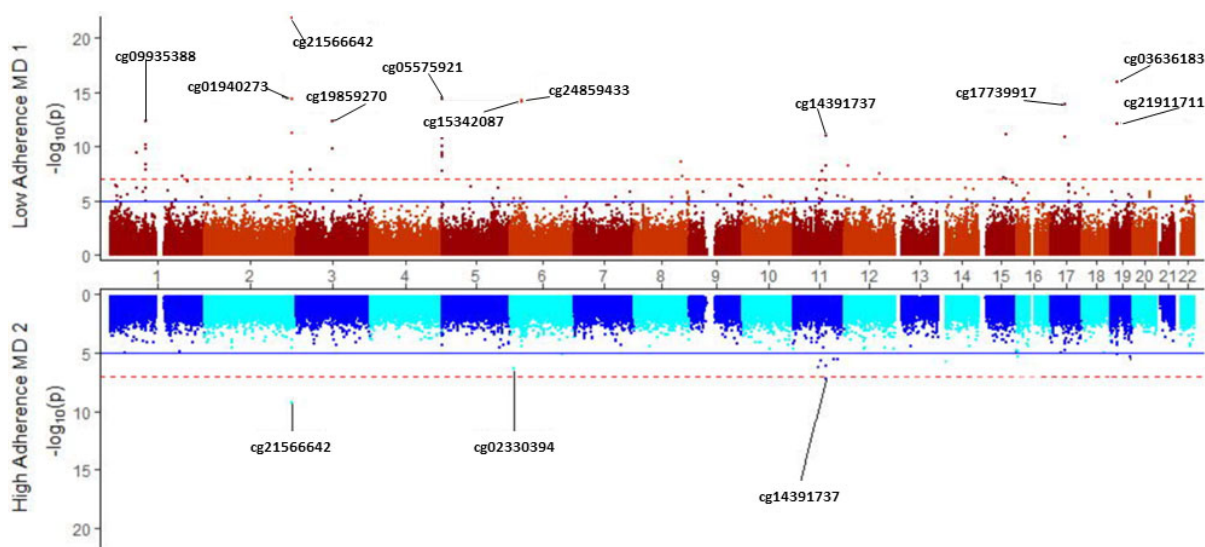 Low Adherence MD 1
-log10(p)
20
15
10
5
0
cg09935388
cg21566642
cg01940273
cg19859270
cg05575921
cg15342087
cg24859433
cg14391737
cg17739917
cg03636183
cg21911711
1 2 3 4 5 6 7 8 9 10 11 12 13 14 15 16 17 18 19 20 21 22
High Adherence MD 2
-log10(p)
0
5
10
15
20
cg21566642
cg02330394
cg14391737